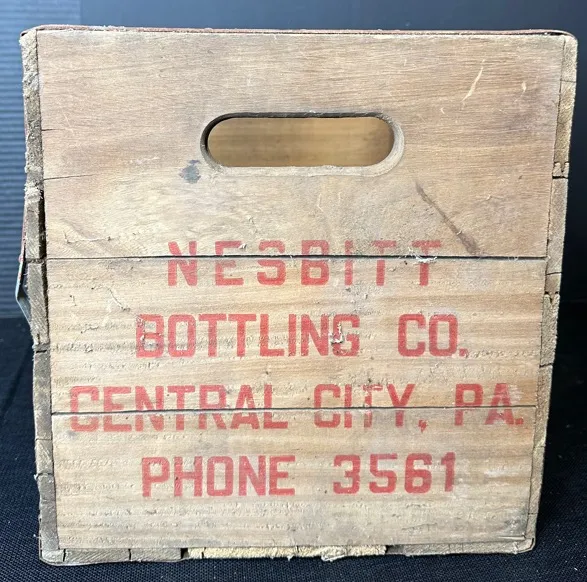 NESBITT
BOTTLING CO.
CENTRAL CITY, PA.
PHONE 3561